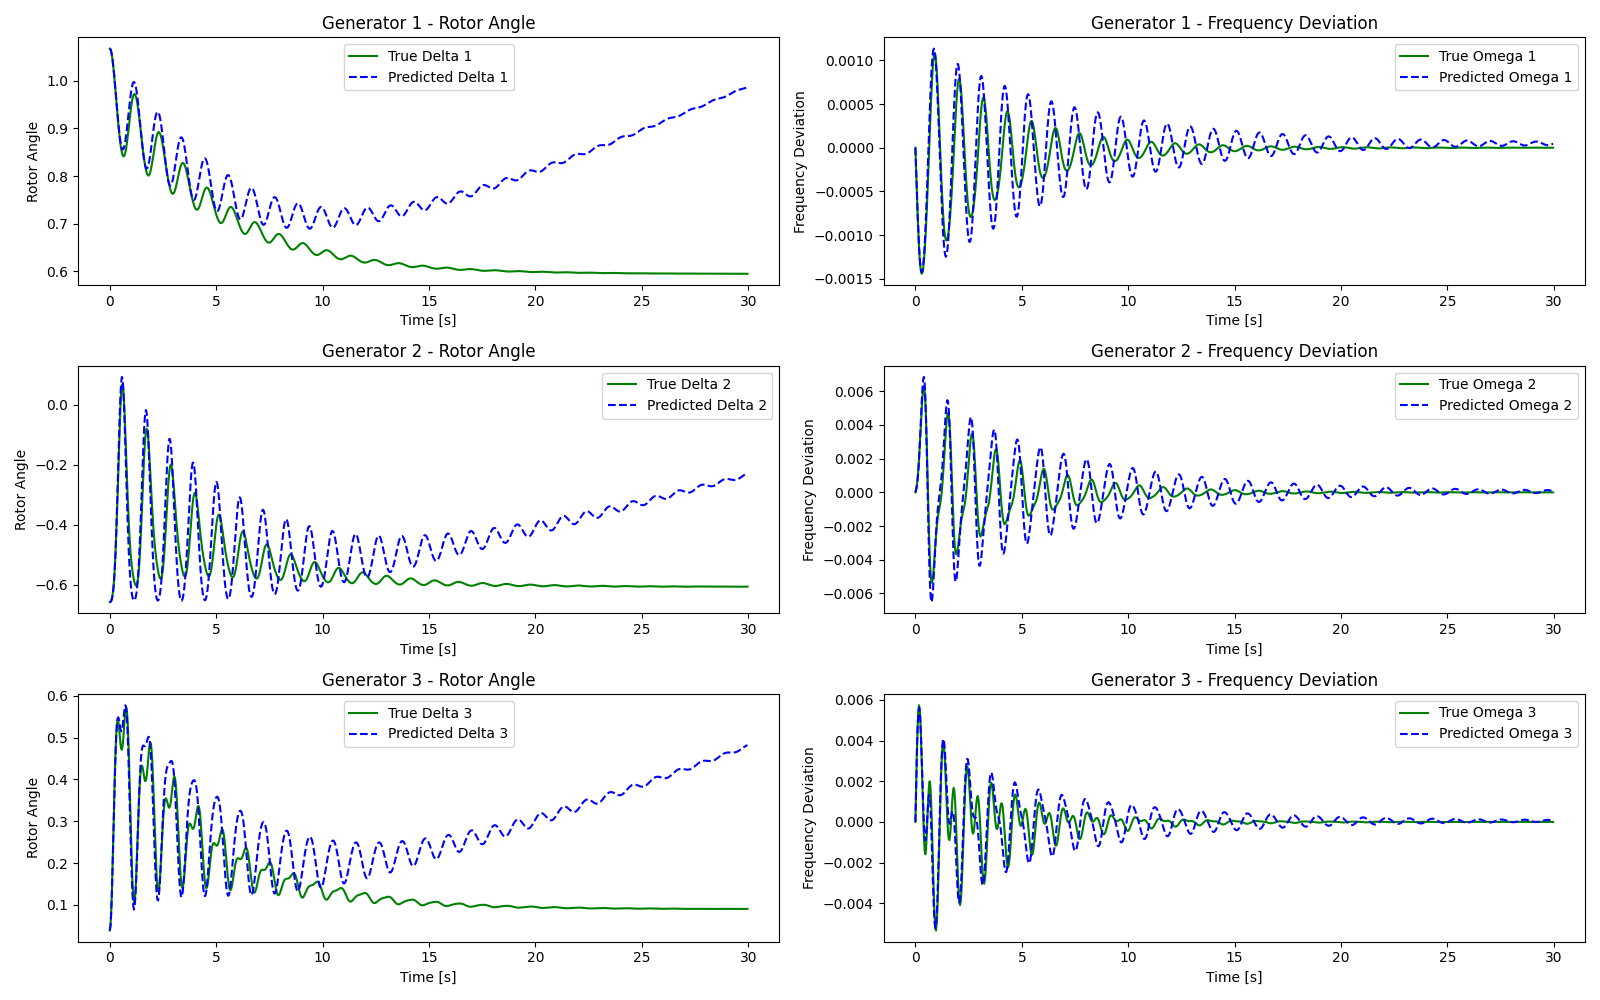 Generator 1 - Rotor Angle
True Delta 1
Predicted Delta 1
Rotor Angle
1.0
0.9
0.8
0.7
0.6
0
5
10
15
20
25
30
Time [s]
Generator 1 - Frequency Deviation
True Omega 1
Predicted Omega 1
Frequency Deviation
0.0010
0.0005
0.0000
−0.0005
−0.0010
−0.0015
0
5
10
15
20
25
30
Time [s]
Generator 2 - Rotor Angle
True Delta 2
Predicted Delta 2
Rotor Angle
0.0
−0.2
−0.4
−0.6
0
5
10
15
20
25
30
Time [s]
Generator 2 - Frequency Deviation
True Omega 2
Predicted Omega 2
Frequency Deviation
0.006
0.004
0.002
0.000
−0.002
−0.004
−0.006
0
5
10
15
20
25
30
Time [s]
Generator 3 - Rotor Angle
True Delta 3
Predicted Delta 3
Rotor Angle
0.6
0.5
0.4
0.3
0.2
0.1
0
5
10
15
20
25
30
Time [s]
Generator 3 - Frequency Deviation
True Omega 3
Predicted Omega 3
Frequency Deviation
0.006
0.004
0.002
0.000
−0.002
−0.004
0
5
10
15
20
25
30
Time [s]